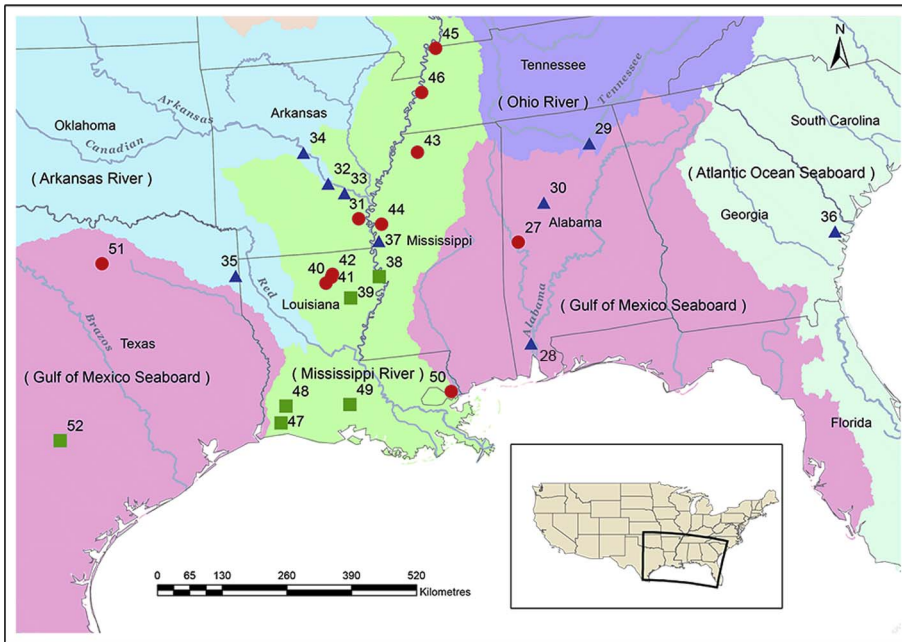 45
N
Tennessee
Tennessee
46
( Ohio River )
Arkansas
Arkansas
South Carolina
Oklahoma
Canadian
34
43
29
( Arkansas River )
32
33
30
( Atlantic Ocean Seaboard )
31
44
Alabama
Georgia
36
37
Mississippi
27
51
42
38
40
41
35
Red
39
Louisiana
Alabama
( Gulf of Mexico Seaboard )
Brazos
Texas
28
( Gulf of Mexico Seaboard )
( Mississippi River )
50
48
49
47
Florida
52
0 65 130 260 390 520
Kilometres